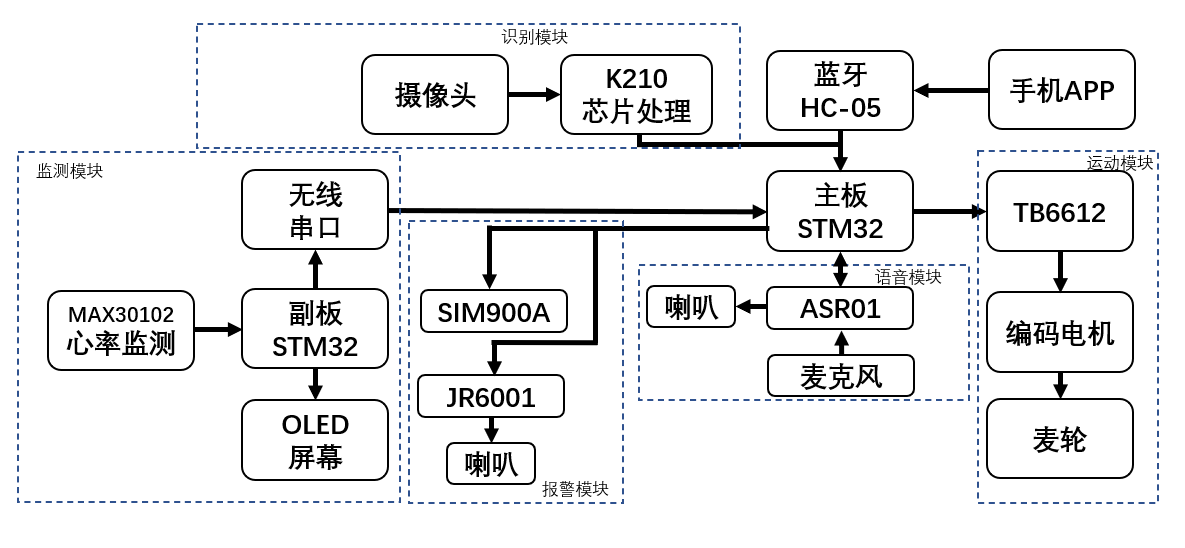 识别模块
摄像头
K210
芯片处理
蓝牙
HC-05
手机APP
监测模块
无线
串口
MAX30102
心率监测
副板
STM32
OLED
屏幕
主板
STM32
SIM900A
JR6001
喇叭
报警模块
语音模块
喇叭
ASR01
麦克风
运动模块
TB6612
编码电机
麦轮